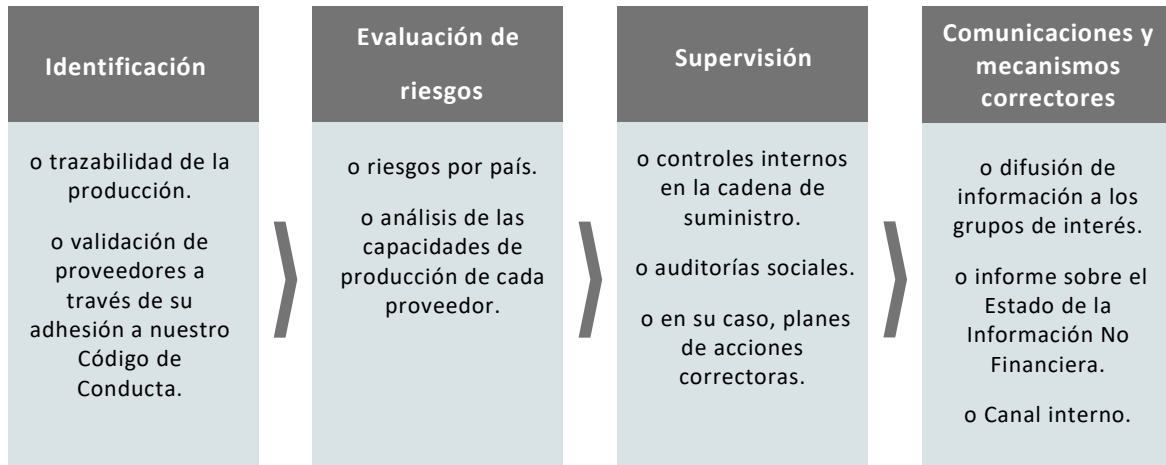 Identificación
o trazabilidad de la
producción.
o validación de
proveedores a
través de su
adhesión a nuestro
Código de
Conducta.
Evaluación de
riesgos
o riesgos por país.
o análisis de las
capacidades de
producción de cada
proveedor.
Supervisión
o controles internos
en la cadena de
suministro.
o auditorías sociales.
o en su caso, planes
de acciones
correctoras.
Comunicaciones y
mecanismos
correctores
o difusión de
información a los
grupos de interés.
o informe sobre el
Estado de la
Información No
Financiera.
o Canal interno.